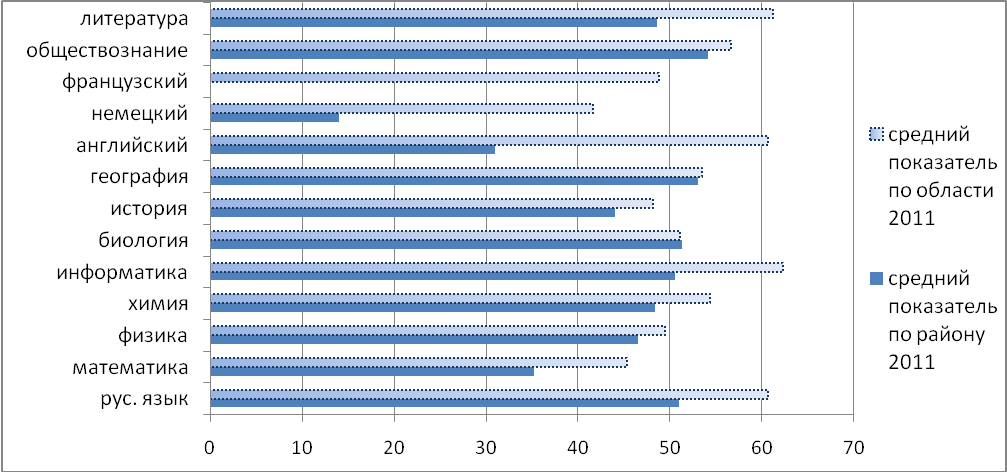 литература
обществознание
французский
немецкий
английский
география
история
биология
информатика
химия
физика
математика
рус. язык
0 10 20 30 40 50 60 70
средний
показатель
по области
2011
средний
показатель
по району
2011